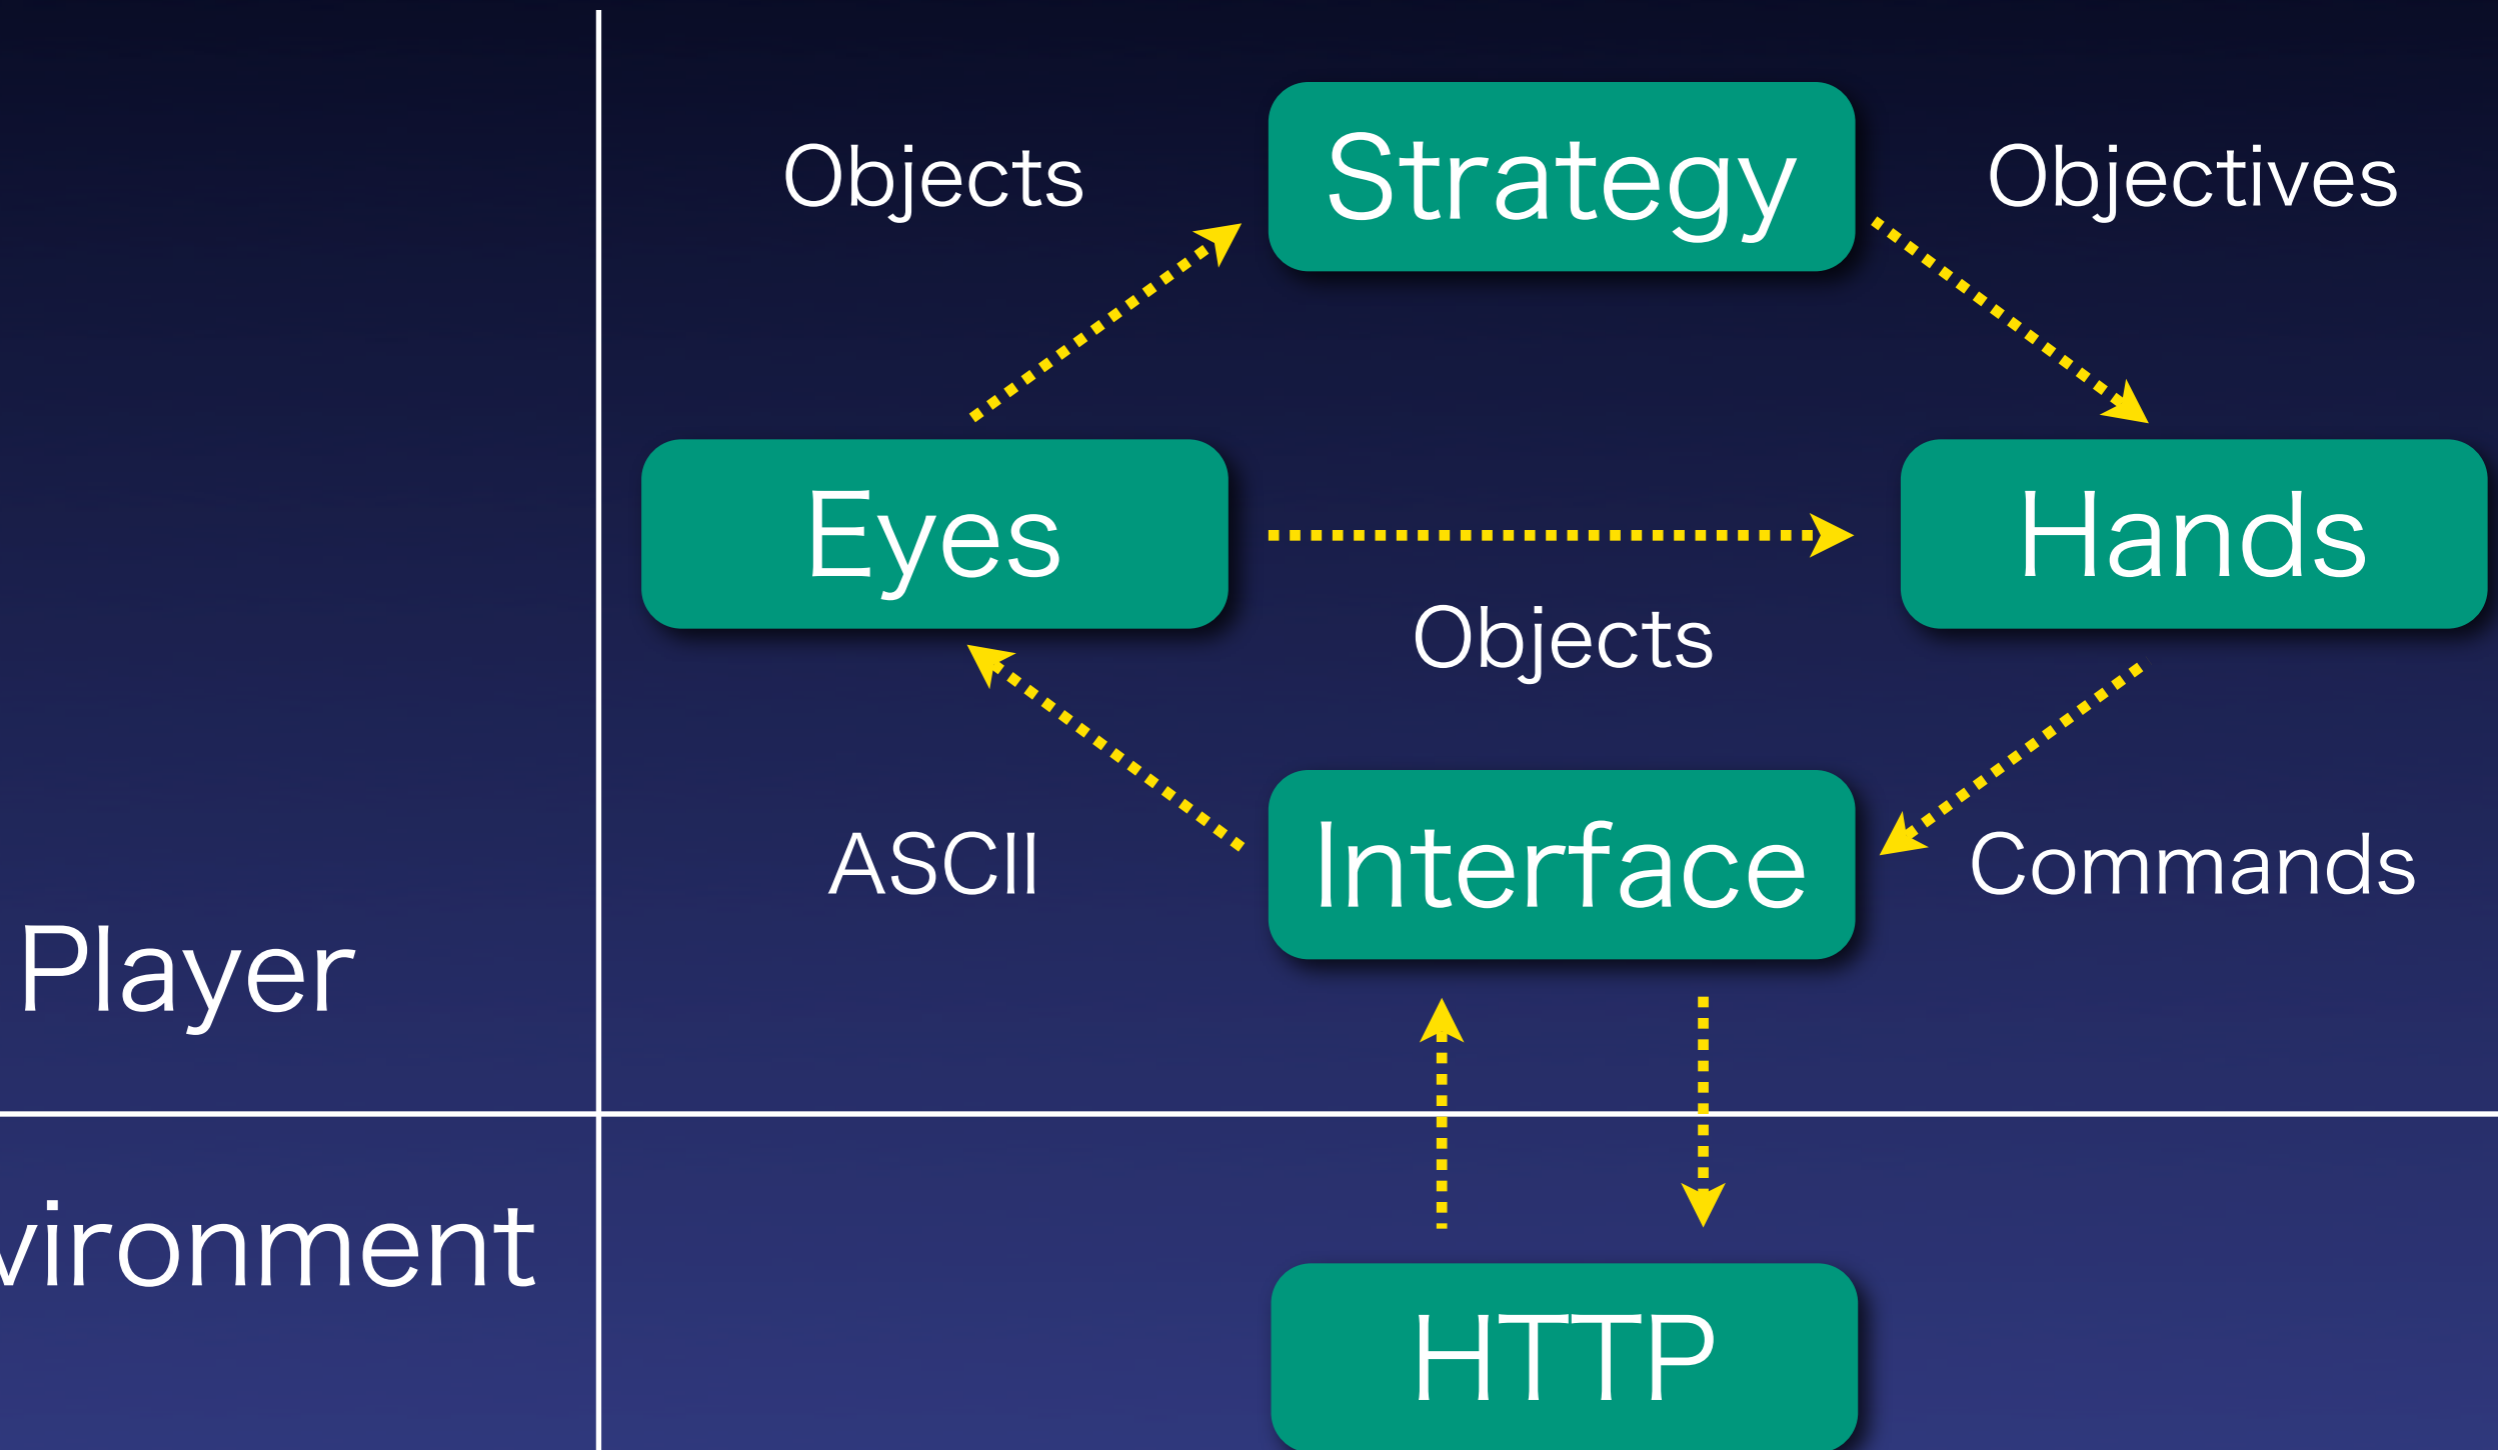 Objects
Strategy
Objectives
Eyes
Hands
Objects
ASCII
Interface
Commands
Player
vironment
HTTP